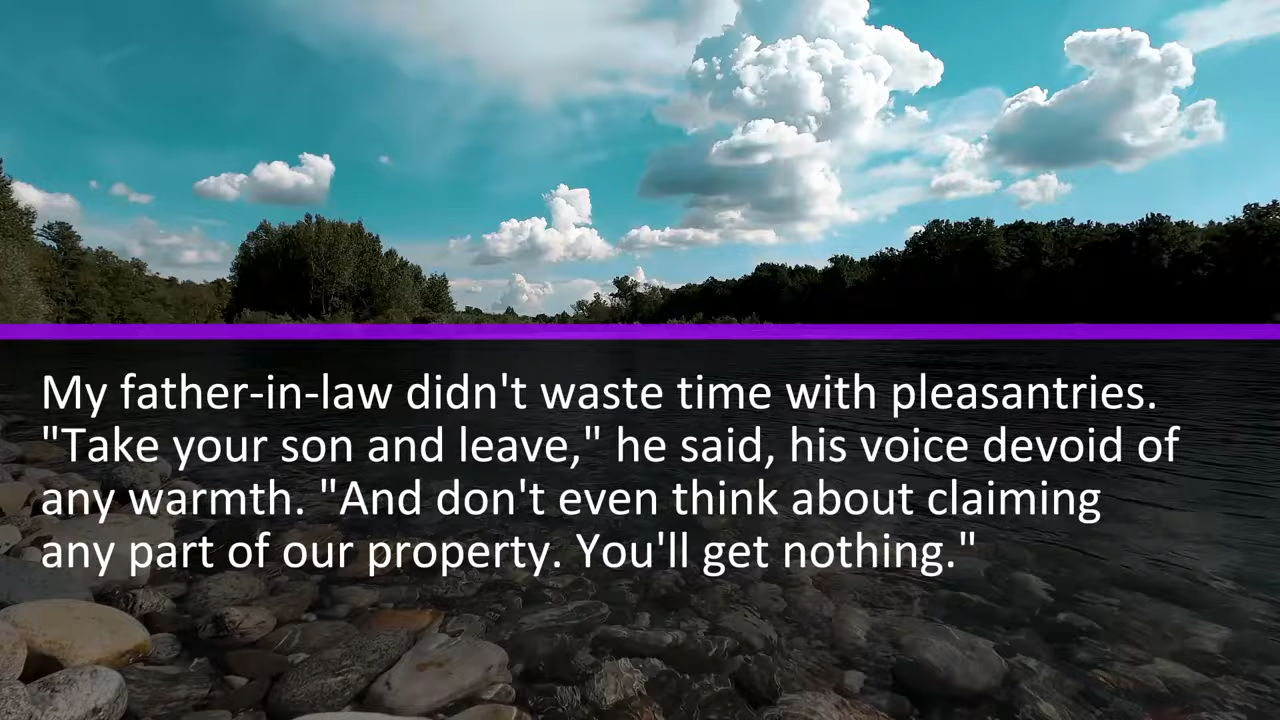 My father-in-law didn't waste time with pleasantries.
"Take your son and leave," he said, his voice devoid of
any warmth. "And don't even think about claiming
any part of our property. You'll get nothing."